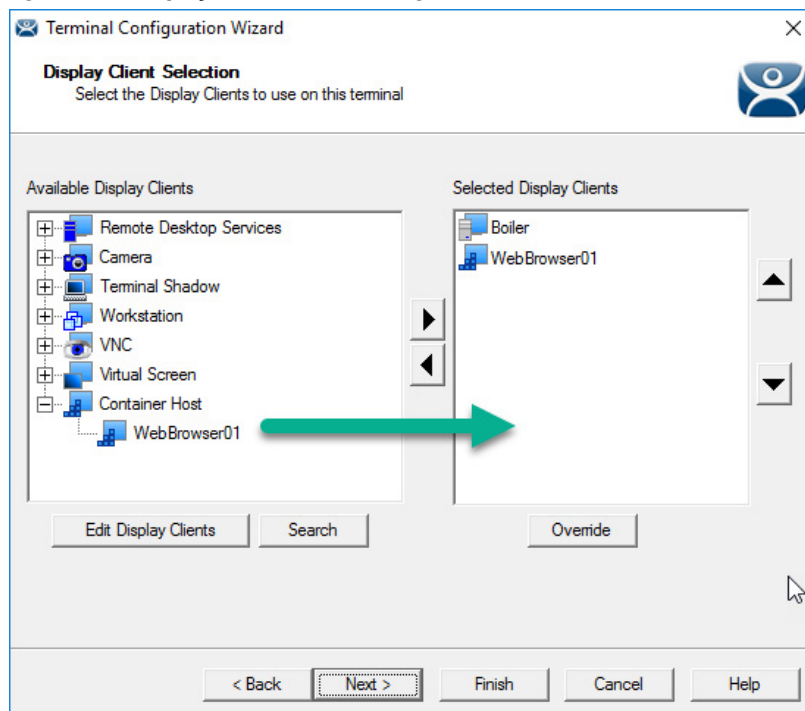 Terminal Configuration Wizard
Display Client Selection
Select the Display Clients to use on this terminal
Available Display Clients
Remote Desktop Services
Camera
Terminal Shadow
Workstation
VNC
Virtual Screen
Container Host
WebBrowser01
Selected Display Clients
Boiler
WebBrowser01
Edit Display Clients
Search
Override
< Back
Next >
Finish
Cancel
Help